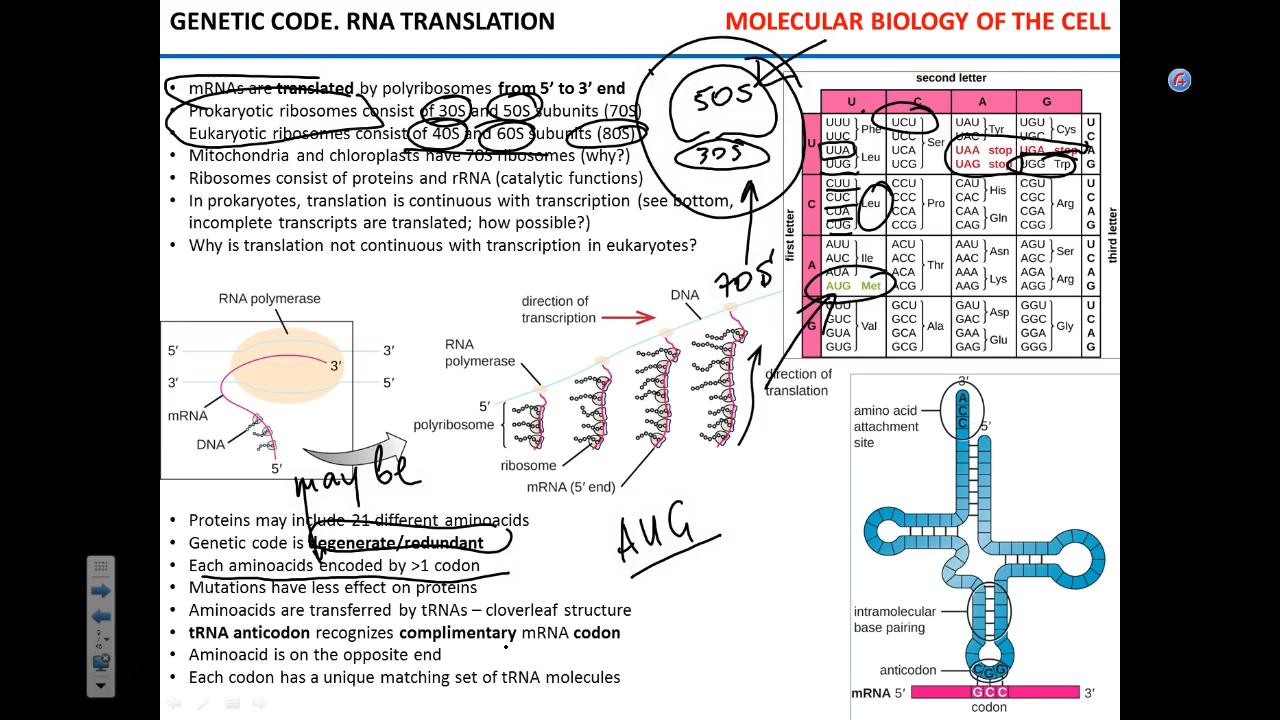 GENETIC CODE. RNA TRANSLATION
MOLECULAR BIOLOGY OF THE CELL
• mRNAs are translated by polyribosomes from 5′ to 3′ end
• Prokaryotic ribosomes consist of 30S and 50S subunits (70S)
• Eukaryotic ribosomes consist of 40S and 60S subunits (80S)
• Mitochondria and chloroplasts have 70S ribosomes (why?)
• Ribosomes consist of proteins and rRNA (catalytic functions)
• In prokaryotes, translation is continuous with transcription (see bottom,
incomplete transcripts are translated; how possible?)
• Why is translation not continuous with transcription in eukaryotes?
50S
30S
70S
second letter
U C A G
first letter
third letter
U
UUU
UUC
Phe
UUA
UUG
Leu
UCU
UCC
UCA
UCG
Ser
UAU
UAC
Tyr
UAA stop
UAG stop
UGU
UGC
Cys
UGA stop
UGG Trp
U
C
A
G
C
CUU
CUC
CUA
CUG
Leu
CCU
CCC
CCA
CCG
Pro
CAU
CAC
His
CAA
CAG
Gln
CGU
CGC
CGA
CGG
Arg
U
C
A
G
A
AUU
AUC
AUA
Ile
AUG Met
ACU
ACC
ACA
ACG
Thr
AAU
AAC
Asn
AAA
AAG
Lys
AGU
AGC
Ser
AGA
AGG
Arg
U
C
A
G
G
GUU
GUC
GUA
GUG
Val
GCU
GCC
GCA
GCG
Ala
GAU
GAC
Asp
GAA
GAG
Glu
GGU
GGC
GGA
GGG
Gly
U
C
A
G
RNA polymerase
5′ 3′
3′
3′ 5′
mRNA
DNA
5′
direction of
transcription
DNA
RNA
polymerase
5′
polyribosome
ribosome
mRNA (5′ end)
direction of
translation
may be
AUG
• Proteins may include 21 different aminoacids
• Genetic code is degenerate/redundant
• Each aminoacids encoded by >1 codon
• Mutations have less effect on proteins
• Aminoacids are transferred by tRNAs – cloverleaf structure
• tRNA anticodon recognizes complimentary mRNA codon
• Aminoacid is on the opposite end
• Each codon has a unique matching set of tRNA molecules
3′
A
C
C
5′
amino acid
attachment
site
intramolecular
base pairing
anticodon
C G G
mRNA 5′ G C C 3′
codon